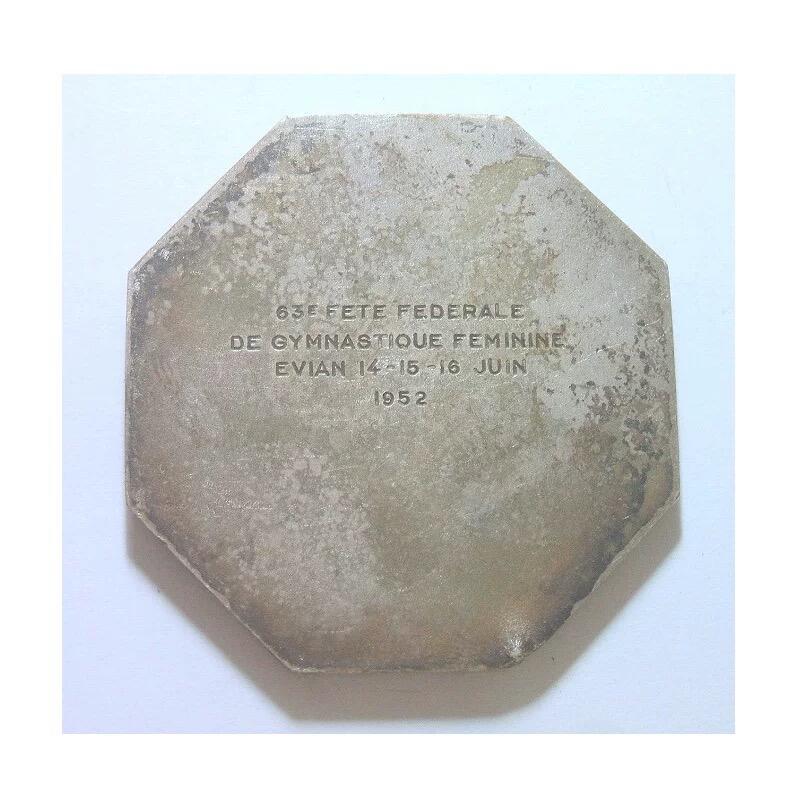 63E FETE FEDERALE
DE GYMNASTIQUE FEMININE
EVIAN 14-15-16 JUIN
1952